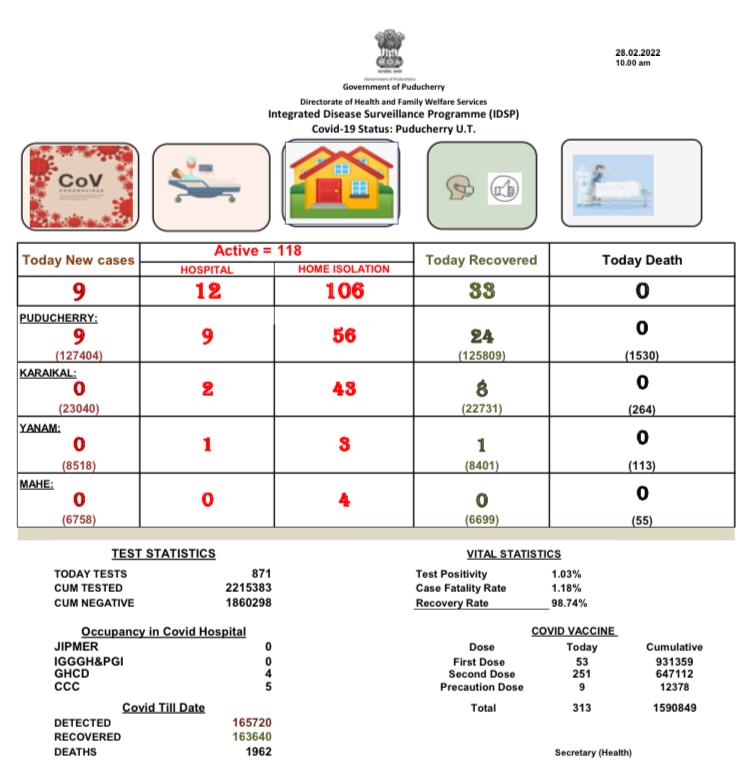 28.02.2022
10.00 am
Government of Puducherry
Government of Puducherry
Directorate of Health and Family Welfare Services
Integrated Disease Surveillance Programme (IDSP)
Covid-19 Status: Puducherry U.T.
CoV
CORONAVIRUS
Today New cases Active = 118 Today Recovered Today Death
HOSPITAL HOME ISOLATION
9 12 106 33 0
PUDUCHERRY:
9 9 56 24 0
(127404) (125809) (1530)
KARAIKAL:
0 2 43 8 0
(23040) (22731) (264)
YANAM:
0 1 3 1 0
(8518) (8401) (113)
MAHE:
0 0 4 0 0
(6758) (6699) (55)
TEST STATISTICS
TODAY TESTS 871
CUM TESTED 2215383
CUM NEGATIVE 1860298
VITAL STATISTICS
Test Positivity 1.03%
Case Fatality Rate 1.18%
Recovery Rate 98.74%
Occupancy in Covid Hospital
JIPMER 0
IGGGH&PGI 0
GHCD 4
CCC 5
COVID VACCINE
Dose Today Cumulative
First Dose 53 931359
Second Dose 251 647112
Precaution Dose 9 12378
Total 313 1590849
Covid Till Date
DETECTED 165720
RECOVERED 163640
DEATHS 1962
Secretary (Health)